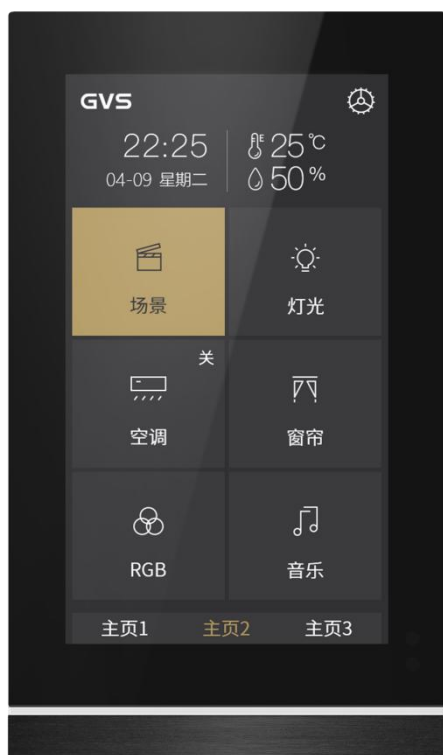 GVS
22:25
04-09 星期二
E 25℃
50%
场景
灯光
关
空调
窗帘
RGB
音乐
主页1 主页2 主页3